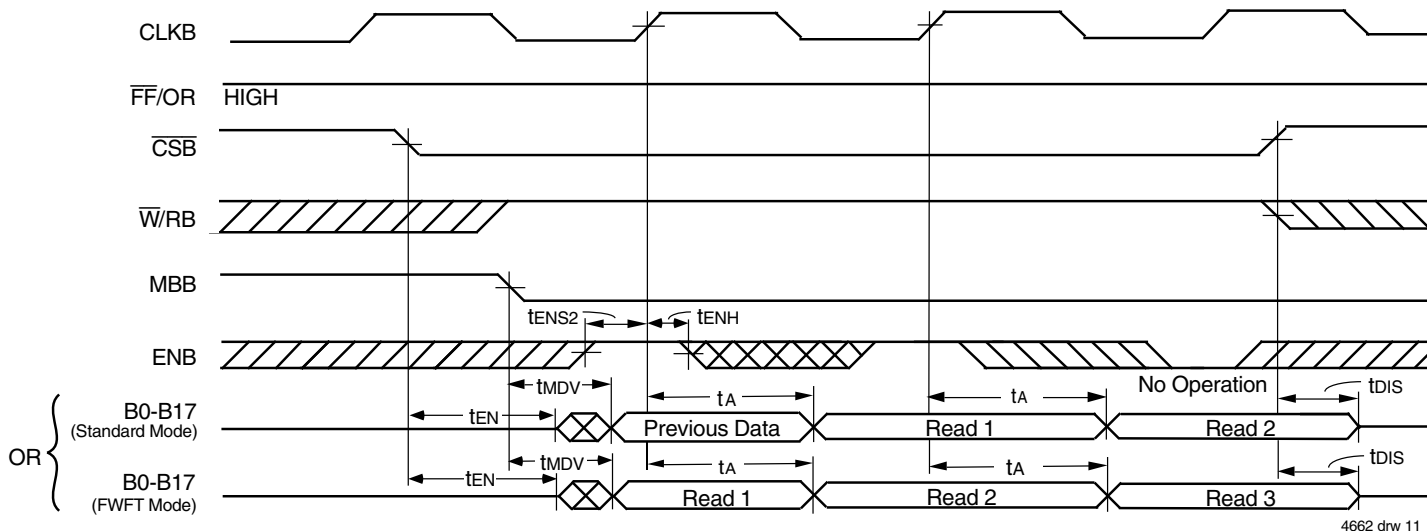 CLKB
FF/OR HIGH
CSB
W/RB
MBB
tENS2 tENH
ENB
No Operation
tMDV tA tA tDIS
tEN
B0-B17
(Standard Mode)
Previous Data Read 1 Read 2
OR
tMDV tA tA tDIS
tEN
B0-B17
(FWFT Mode)
Read 1 Read 2 Read 3
4662 drw 11